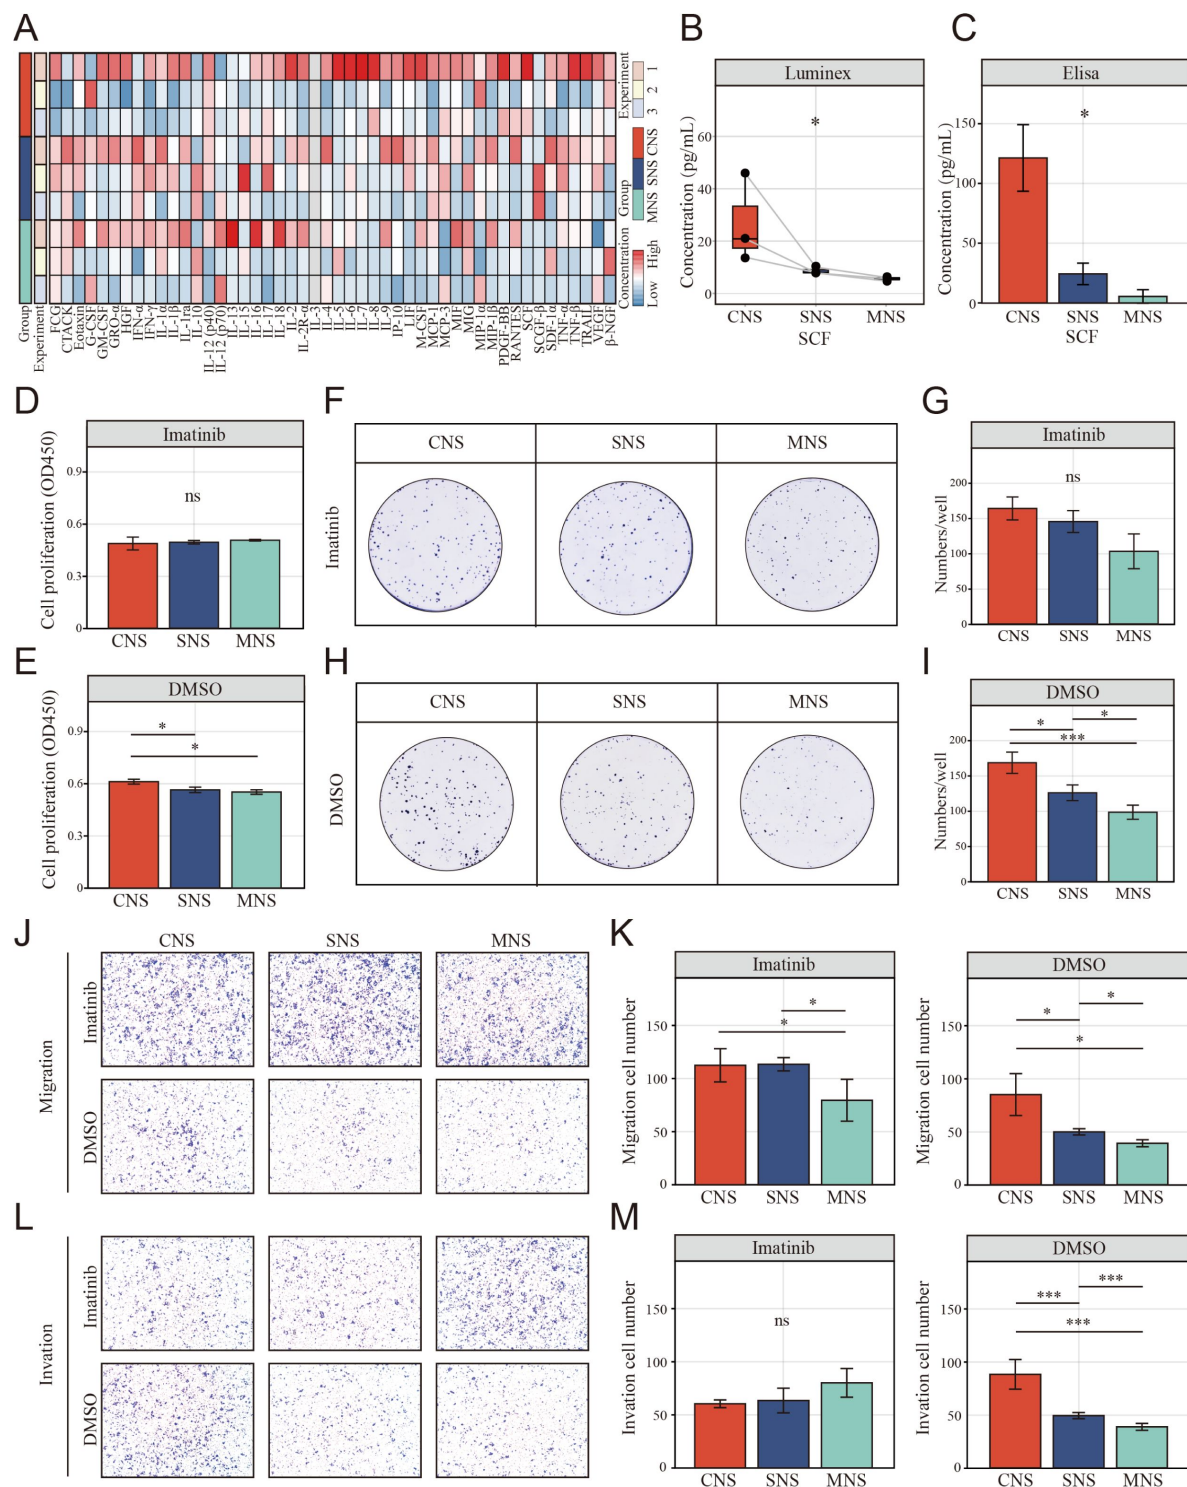 A
Group
Experiment
FCG
CTACK
Eotaxin
G-CSF
GM-CSF
GRO-α
HGF
IFN-α
IFN-γ
IL-1α
IL-1β
IL-1ra
IL-10
IL-12 (p40)
IL-12 (p70)
IL-13
IL-15
IL-16
IL-18
IL-2
IL-2R-α
IL-3
IL-4
IL-5
IL-6
IL-7
IL-8
IL-9
IP-10
LIF
M-CSF
MCP-1
MCP-3
MIF
MIG
MIP-1α
MIP-1β
PDGF-BB
RANTES
SCF
SCGF-β
SDF-1α
TNF-α
TNF-β
TRAIL
VEGF
β-NGF
Experiment
1
2
3
Group
CNS
SNS
MNS
Concentration
High
Low
B
Luminex
Concentration (pg/mL)
60
40
20
0
*
CNS SNS MNS
SCF
C
Elisa
Concentration (pg/mL)
150
100
50
0
*
CNS SNS MNS
SCF
D
Imatinib
Cell proliferation (OD450)
0.9
0.6
0.3
0
ns
CNS SNS MNS
F
CNS SNS MNS
Imatinib
G
Imatinib
Numbers/well
200
150
100
50
0
ns
CNS SNS MNS
E
DMSO
Cell proliferation (OD450)
0.9
0.6
0.3
0
*
*
CNS SNS MNS
H
CNS SNS MNS
DMSO
I
DMSO
Numbers/well
200
150
100
50
0
* *
***
CNS SNS MNS
J
CNS SNS MNS
Migration
Imatinib
DMSO
K
Imatinib
Migration cell number
150
100
50
0
*
*
CNS SNS MNS
DMSO
Migration cell number
150
100
50
0
*
*
*
CNS SNS MNS
L
Invation
Imatinib
DMSO
M
Imatinib
Invation cell number
150
100
50
0
ns
CNS SNS MNS
DMSO
Invation cell number
150
100
50
0
***
***
***
CNS SNS MNS